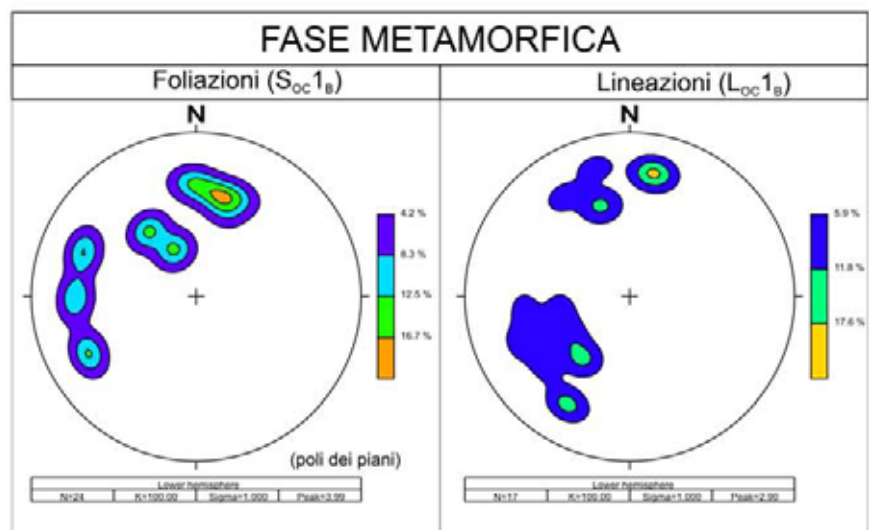 FASE METAMORFICA
Foliazioni (SOC1B)
Lineazioni (LOC1B)
N
4.2 %
8.3 %
12.5 %
16.7 %
(poli dei piani)
Lower hemisphere
N=24 K=100.00 Sigma=1.000 Peak=3.99
N
5.9 %
11.8 %
17.6 %
Lower hemisphere
N=17 K=100.00 Sigma=1.000 Peak=2.90